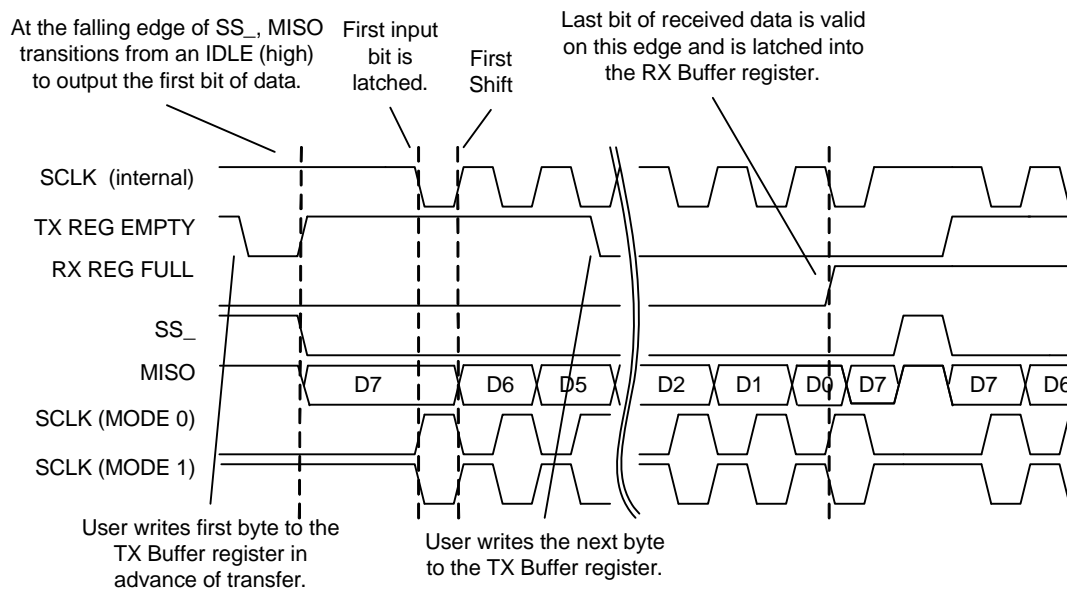 At the falling edge of SS_, MISO
transitions from an IDLE (high)
to output the first bit of data.
First input
bit is
latched.
First
Shift
Last bit of received data is valid
on this edge and is latched into
the RX Buffer register.
SCLK (internal)
TX REG EMPTY
RX REG FULL
SS_
MISO
D7 D6 D5 D2 D1 D0 D7 D7 D6
SCLK (MODE 0)
SCLK (MODE 1)
User writes first byte to the
TX Buffer register in
advance of transfer.
User writes the next byte
to the TX Buffer register.